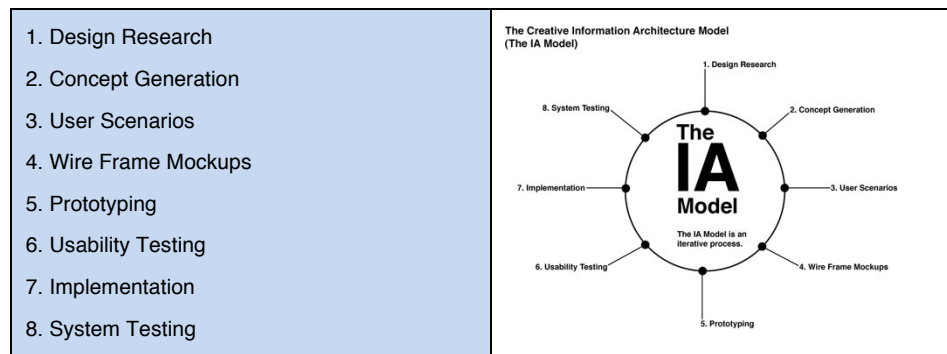 1. Design Research
2. Concept Generation
3. User Scenarios
4. Wire Frame Mockups
5. Prototyping
6. Usability Testing
7. Implementation
8. System Testing
The Creative Information Architecture Model
(The IA Model)
1. Design Research
8. System Testing
2. Concept Generation
The
IA
Model
7. Implementation
3. User Scenarios
The IA Model is an
iterative process.
6. Usability Testing
4. Wire Frame Mockups
5. Prototyping